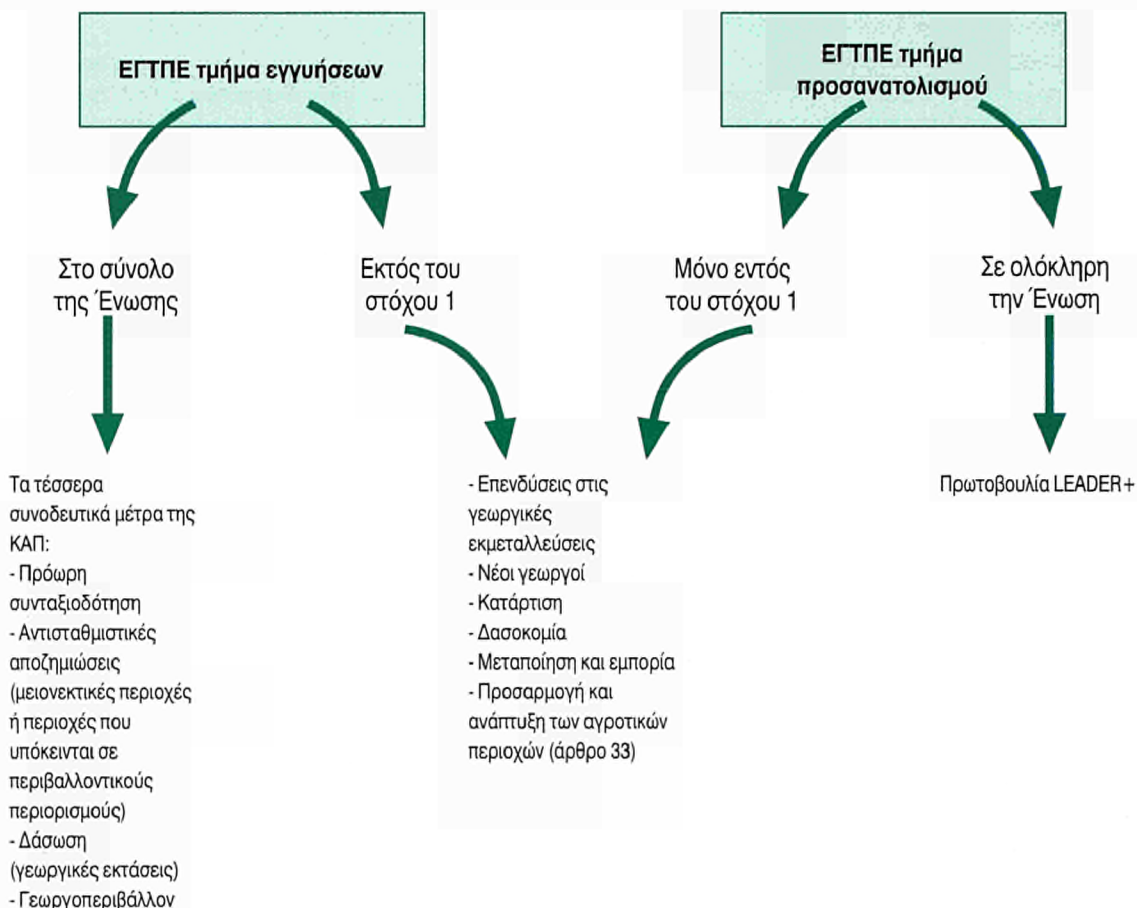 ΕΓΤΠΕ τμήμα εγγυήσεων
ΕΓΤΠΕ τμήμα
προσανατολισμού
Στο σύνολο
της Ένωσης
Εκτός του
στόχου 1
Μόνο εντός
του στόχου 1
Σε ολόκληρη
την Ένωση
Τα τέσσερα
συνοδευτικά μέτρα της
ΚΑΠ:
- Πρόωρη
συνταξιοδότηση
- Αντισταθμιστικές
αποζημιώσεις
(μειονεκτικές περιοχές
ή περιοχές που
υπόκεινται σε
περιβαλλοντικούς
περιορισμούς)
- Δάσωση
(γεωργικές εκτάσεις)
- Γεωργοπεριβάλλον
- Επενδύσεις στις
γεωργικές
εκμεταλλεύσεις
- Νέοι γεωργοί
- Κατάρτιση
- Δασοκομία
- Μεταποίηση και εμπορία
- Προσαρμογή και
ανάπτυξη των αγροτικών
περιοχών (άρθρο 33)
Πρωτοβουλία LEADER+